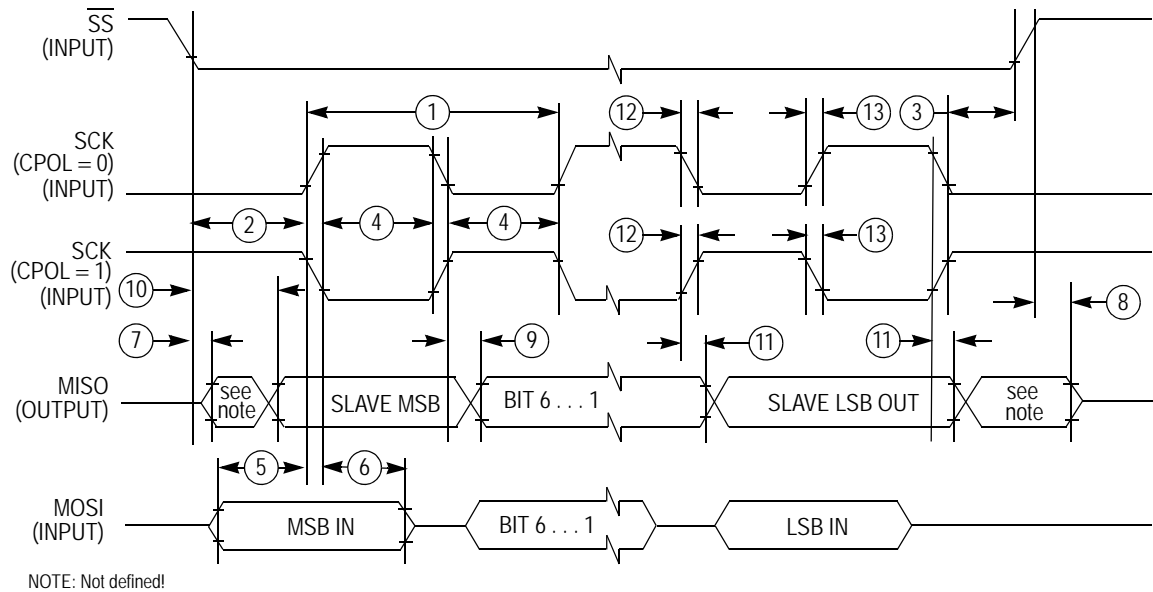 SS
(INPUT)
1
12
13
3
SCK
(CPOL = 0)
(INPUT)
2
4
4
12
13
SCK
(CPOL = 1)
(INPUT)
10
8
7
9
11
11
MISO
(OUTPUT)
see
note
SLAVE MSB
BIT 6 . . . 1
SLAVE LSB OUT
see
note
5
6
MOSI
(INPUT)
MSB IN
BIT 6 . . . 1
LSB IN
NOTE: Not defined!